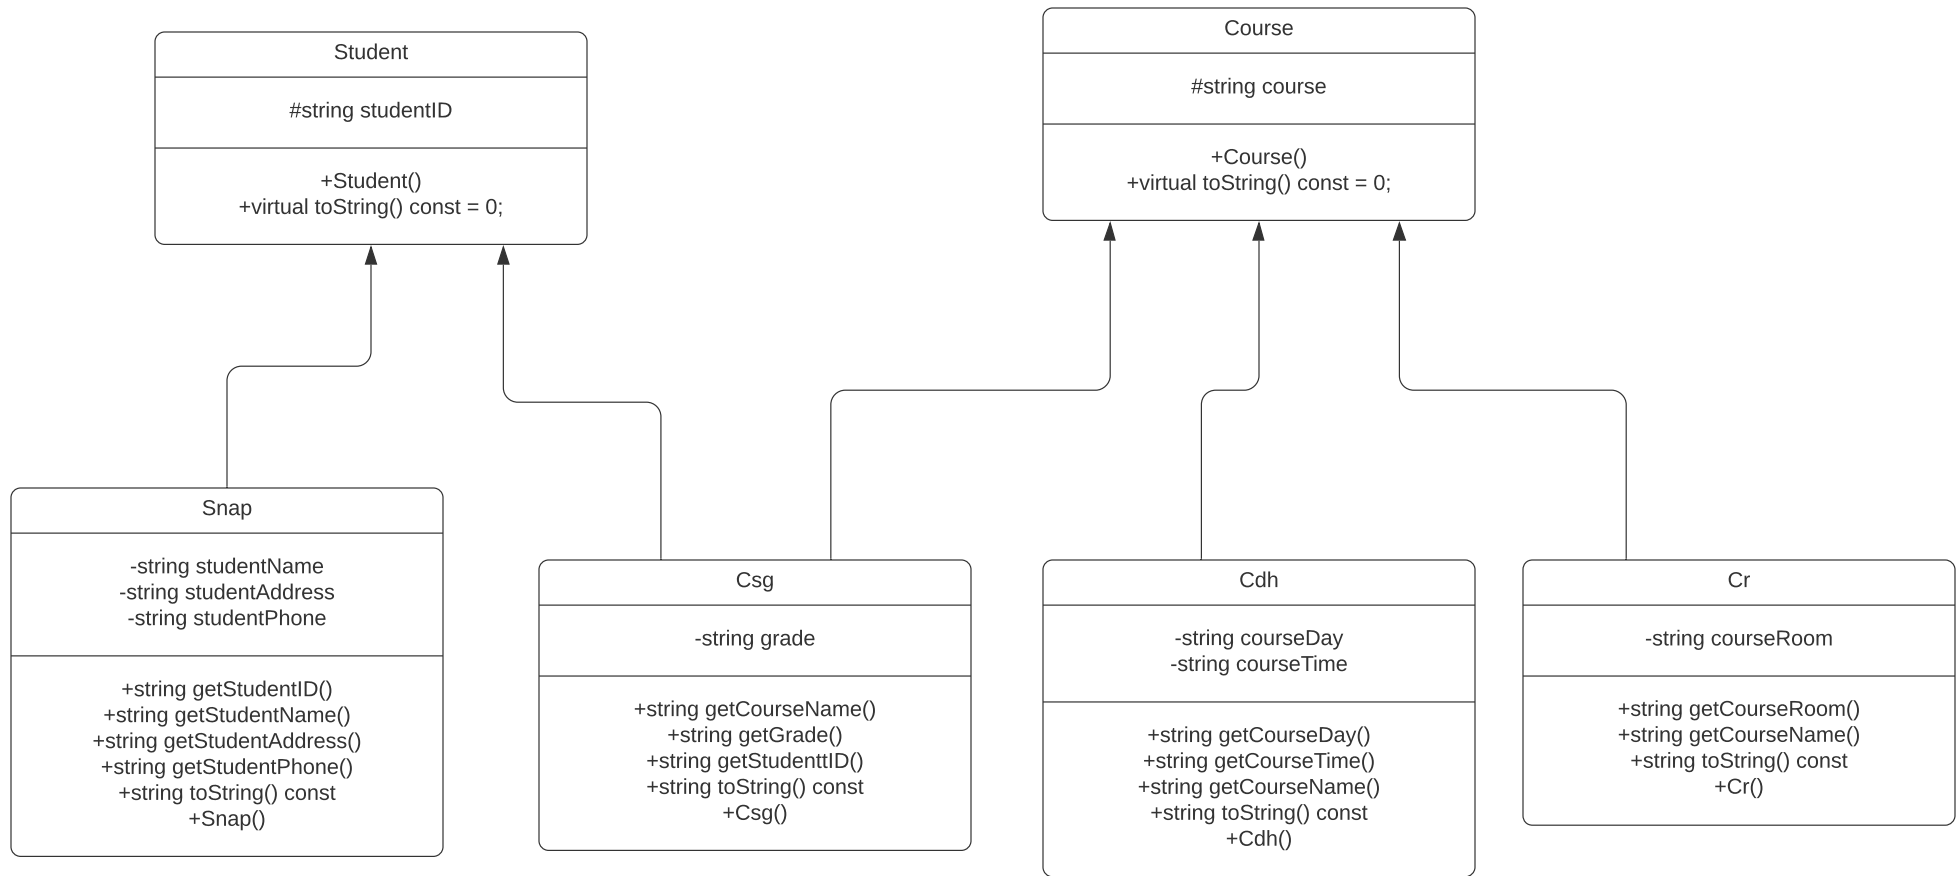 Student
#string studentID
+Student()
+virtual toString() const = 0;
Course
#string course
+Course()
+virtual toString() const = 0;
Snap
-string studentName
-string studentAddress
-string studentPhone
+string getStudentID()
+string getStudentName()
+string getStudentAddress()
+string getStudentPhone()
+string toString() const
+Snap()
Csg
-string grade
+string getCourseName()
+string getGrade()
+string getStudenttID()
+string toString() const
+Csg()
Cdh
-string courseDay
-string courseTime
+string getCourseDay()
+string getCourseTime()
+string getCourseName()
+string toString() const
+Cdh()
Cr
-string courseRoom
+string getCourseRoom()
+string getCourseName()
+string toString() const
+Cr()